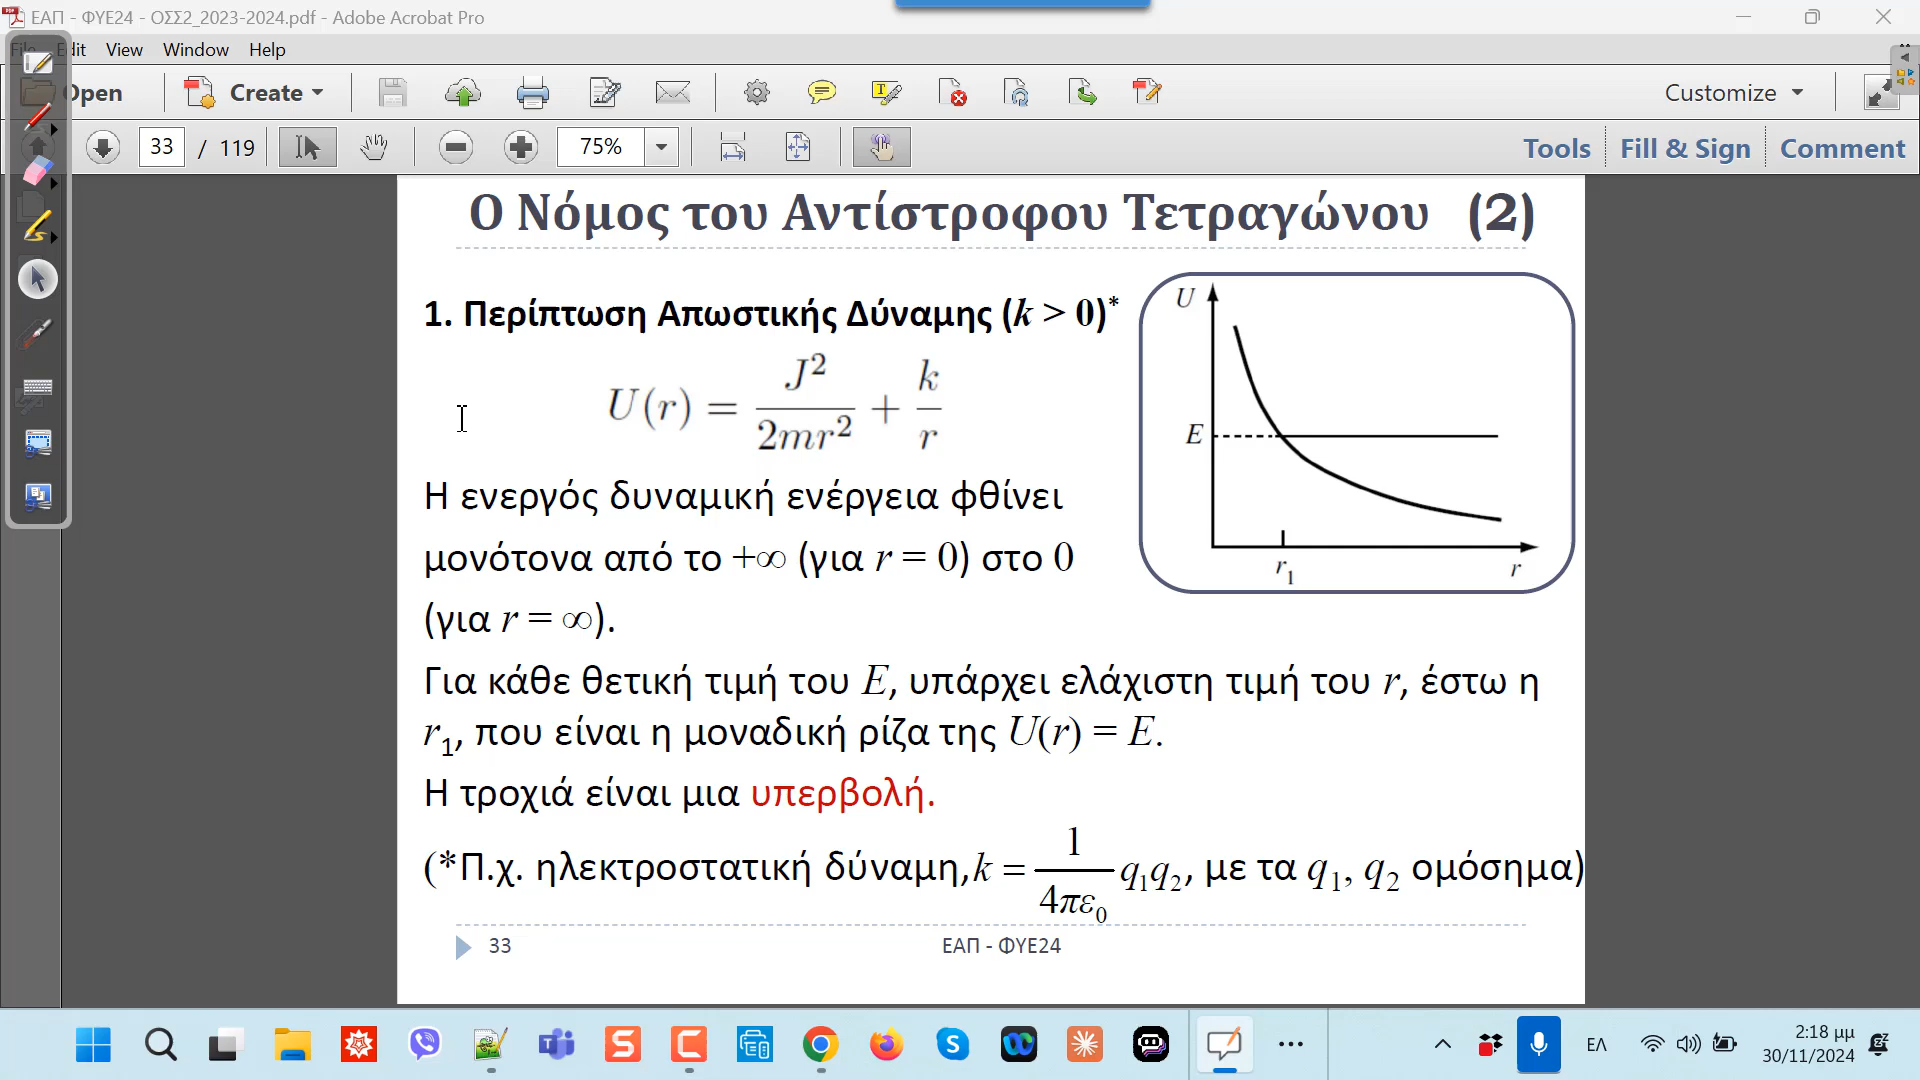 ΕΑΠ - ΦΥΕ24 - ΟΣΣ2_2023-2024.pdf - Adobe Acrobat Pro
Edit View Window Help
Open Create Customize
33 / 119 75% Tools Fill & Sign Comment
Ο Νόμος του Αντίστροφου Τετραγώνου (2)
1. Περίπτωση Απωστικής Δύναμης (k > 0)*
U(r) = J²/2mr² + k/r
Η ενεργός δυναμική ενέργεια φθίνει
μονότονα από το +∞ (για r = 0) στο 0
(για r = ∞).
U
E
r₁ r
Για κάθε θετική τιμή του E, υπάρχει ελάχιστη τιμή του r, έστω η
r₁, που είναι η μοναδική ρίζα της U(r) = E.
Η τροχιά είναι μια υπερβολή.
(*Π.χ. ηλεκτροστατική δύναμη, k = 1/4πε₀ q₁q₂, με τα q₁, q₂ ομόσημα)
33 ΕΑΠ - ΦΥΕ24
ΕΛ
2:18 μμ
30/11/2024